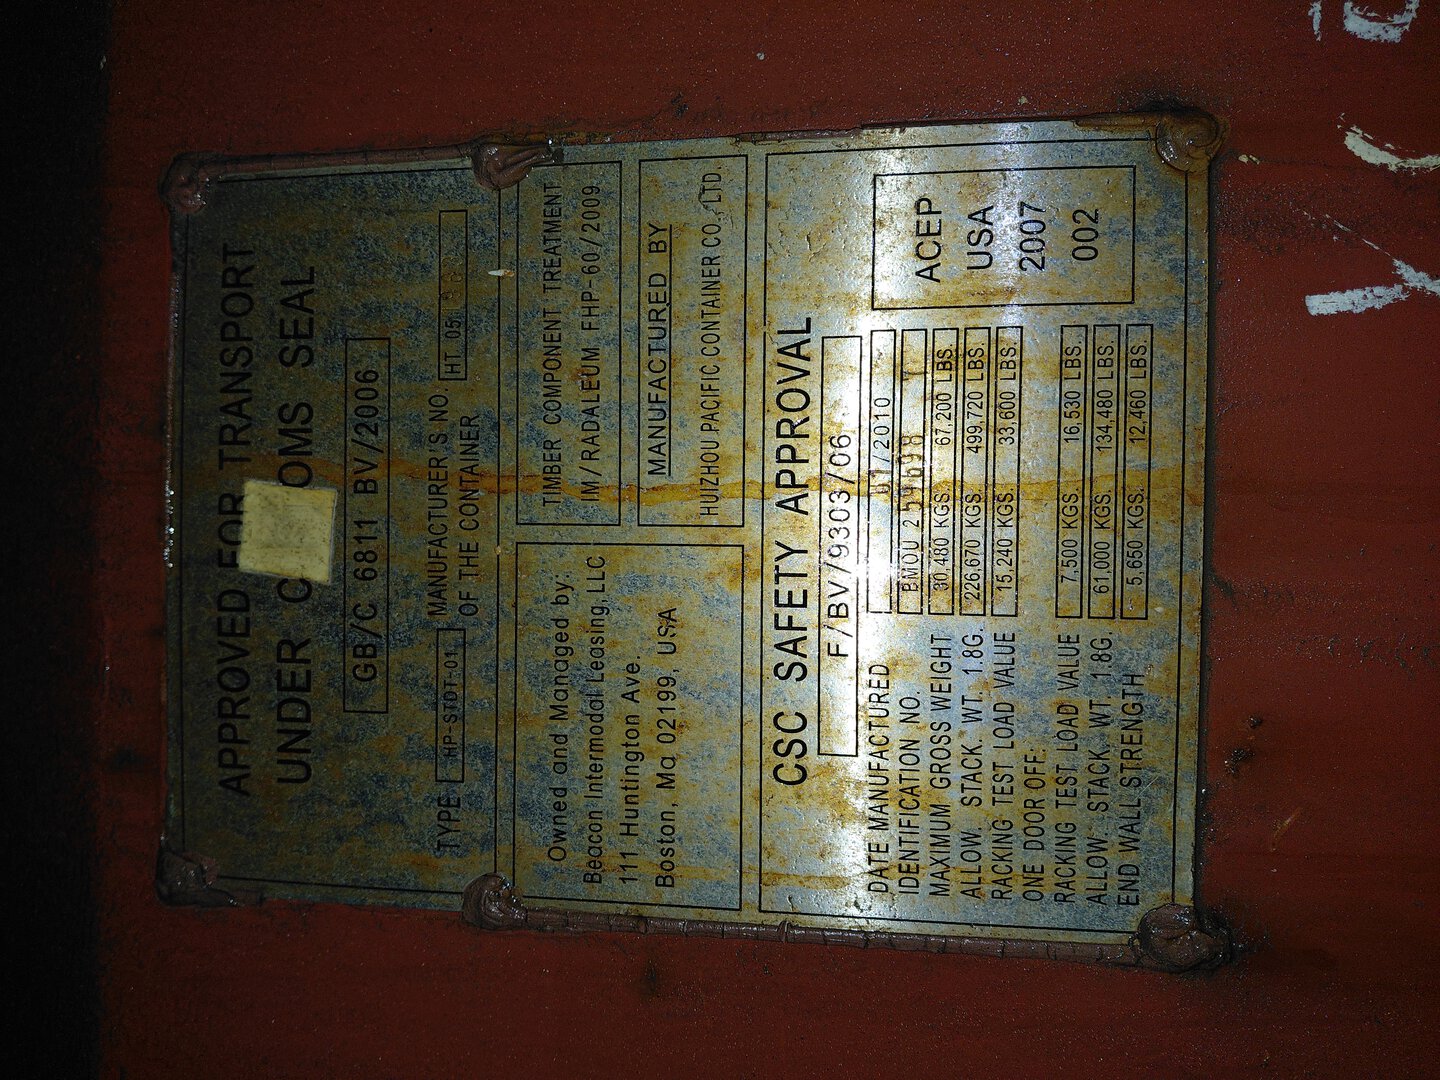 APPROVED FOR TRANSPORT
UNDER C OMS SEAL
GB/C 6811 BV/2006
TYPE HP-STDT-01
MANUFACTURER'S NO.
OF THE CONTAINER
HT 05
Owned and Managed by:
Beacon Intermodal Leasing, LLC
111 Huntington Ave.
Boston, Ma 02199, USA
TIMBER COMPONENT TREATMENT
IM/RADALEUM FHP-60/2009
MANUFACTURED BY
HUIZHOU PACIFIC CONTAINER CO., LTD
CSC SAFETY APPROVAL
F/BV/9303/06
DATE MANUFACTURED /2010
IDENTIFICATION NO. BMOU 2
MAXIMUM GROSS WEIGHT 30,480 KGS. 67,200 LBS.
ALLOW. STACK. WT. 1.8G. 226,670 KGS. 499,720 LBS.
RACKING TEST LOAD VALUE 15,240 KGS. 33,600 LBS.
ONE DOOR OFF:
RACKING TEST LOAD VALUE 7,500 KGS. 16,530 LBS.
ALLOW. STACK. WT. 1.8G. 61,000 KGS. 134,480 LBS.
END WALL STRENGTH 5,650 KGS. 12,460 LBS.
ACEP
USA
2007
002